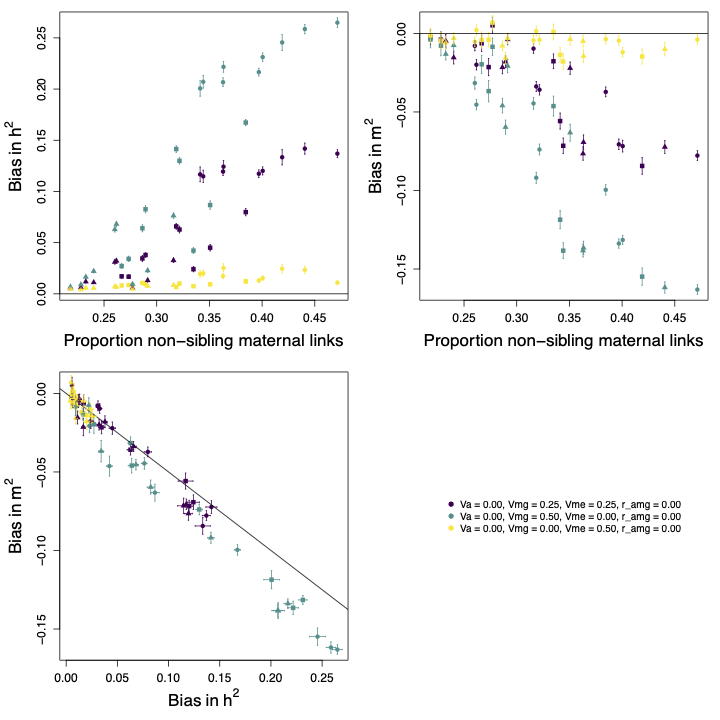 0.25
0.20
0.15
0.10
0.05
0.00
Bias in h²
0.25 0.30 0.35 0.40 0.45
Proportion non−sibling maternal links
0.00
−0.05
−0.10
−0.15
Bias in m²
0.25 0.30 0.35 0.40 0.45
Proportion non−sibling maternal links
0.00
−0.05
−0.10
−0.15
Bias in m²
0.00 0.05 0.10 0.15 0.20 0.25
Bias in h²
Va = 0.00, Vmg = 0.25, Vme = 0.25, r_amg = 0.00
Va = 0.00, Vmg = 0.50, Vme = 0.00, r_amg = 0.00
Va = 0.00, Vmg = 0.00, Vme = 0.50, r_amg = 0.00